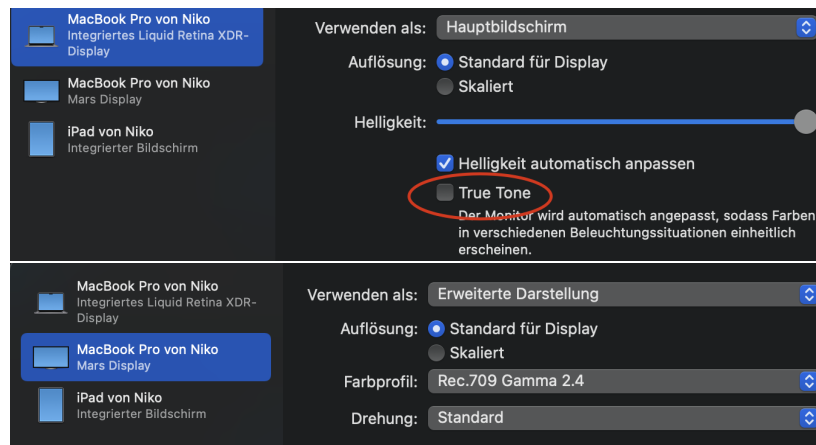 MacBook Pro von Niko
Integriertes Liquid Retina XDR-
Display
MacBook Pro von Niko
Mars Display
iPad von Niko
Integrierter Bildschirm
Verwenden als: Hauptbildschirm
Auflösung: Standard für Display
Skaliert
Helligkeit:
Helligkeit automatisch anpassen
True Tone
Der Monitor wird automatisch angepasst, sodass Farben
in verschiedenen Beleuchtungssituationen einheitlich
erscheinen.
MacBook Pro von Niko
Integriertes Liquid Retina XDR-
Display
MacBook Pro von Niko
Mars Display
iPad von Niko
Integrierter Bildschirm
Verwenden als: Erweiterte Darstellung
Auflösung: Standard für Display
Skaliert
Farbprofil: Rec.709 Gamma 2.4
Drehung: Standard